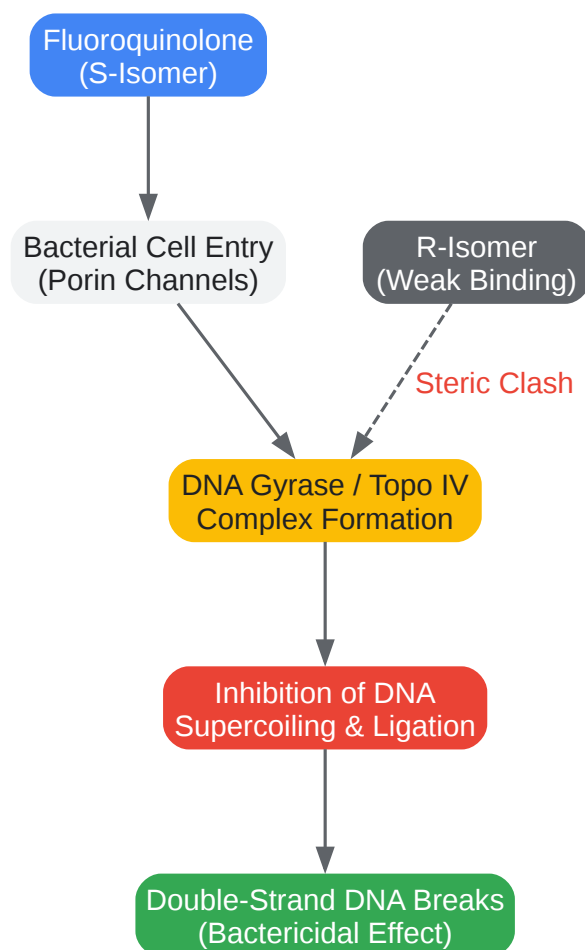 Fluoroquinolone
(S-Isomer)
Bacterial Cell Entry
(Porin Channels)
R-Isomer
(Weak Binding)
Steric Clash
DNA Gyrase / Topo IV
Complex Formation
Inhibition of DNA
Supercoiling & Ligation
Double-Strand DNA Breaks
(Bactericidal Effect)